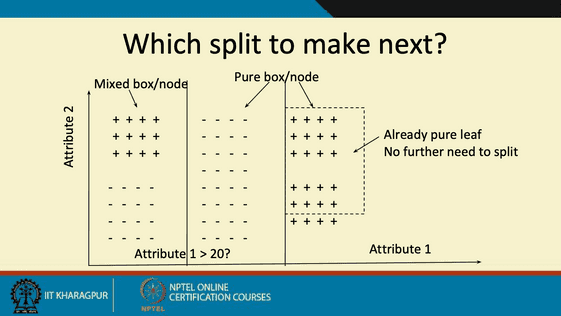 Which split to make next?
Mixed box/node
Pure box/node
Attribute 2
+ + + +
+ + + +
+ + + +
- - - -
- - - -
- - - -
- - - -
- - - -
- - - -
- - - -
- - - -
- - - -
- - - -
- - - -
- - - -
+ + + +
+ + + +
+ + + +
+ + + +
+ + + +
+ + + +
Already pure leaf
No further need to split
Attribute 1 > 20?
Attribute 1
IIT KHARAGPUR
NPTEL
NPTEL ONLINE
CERTIFICATION COURSES